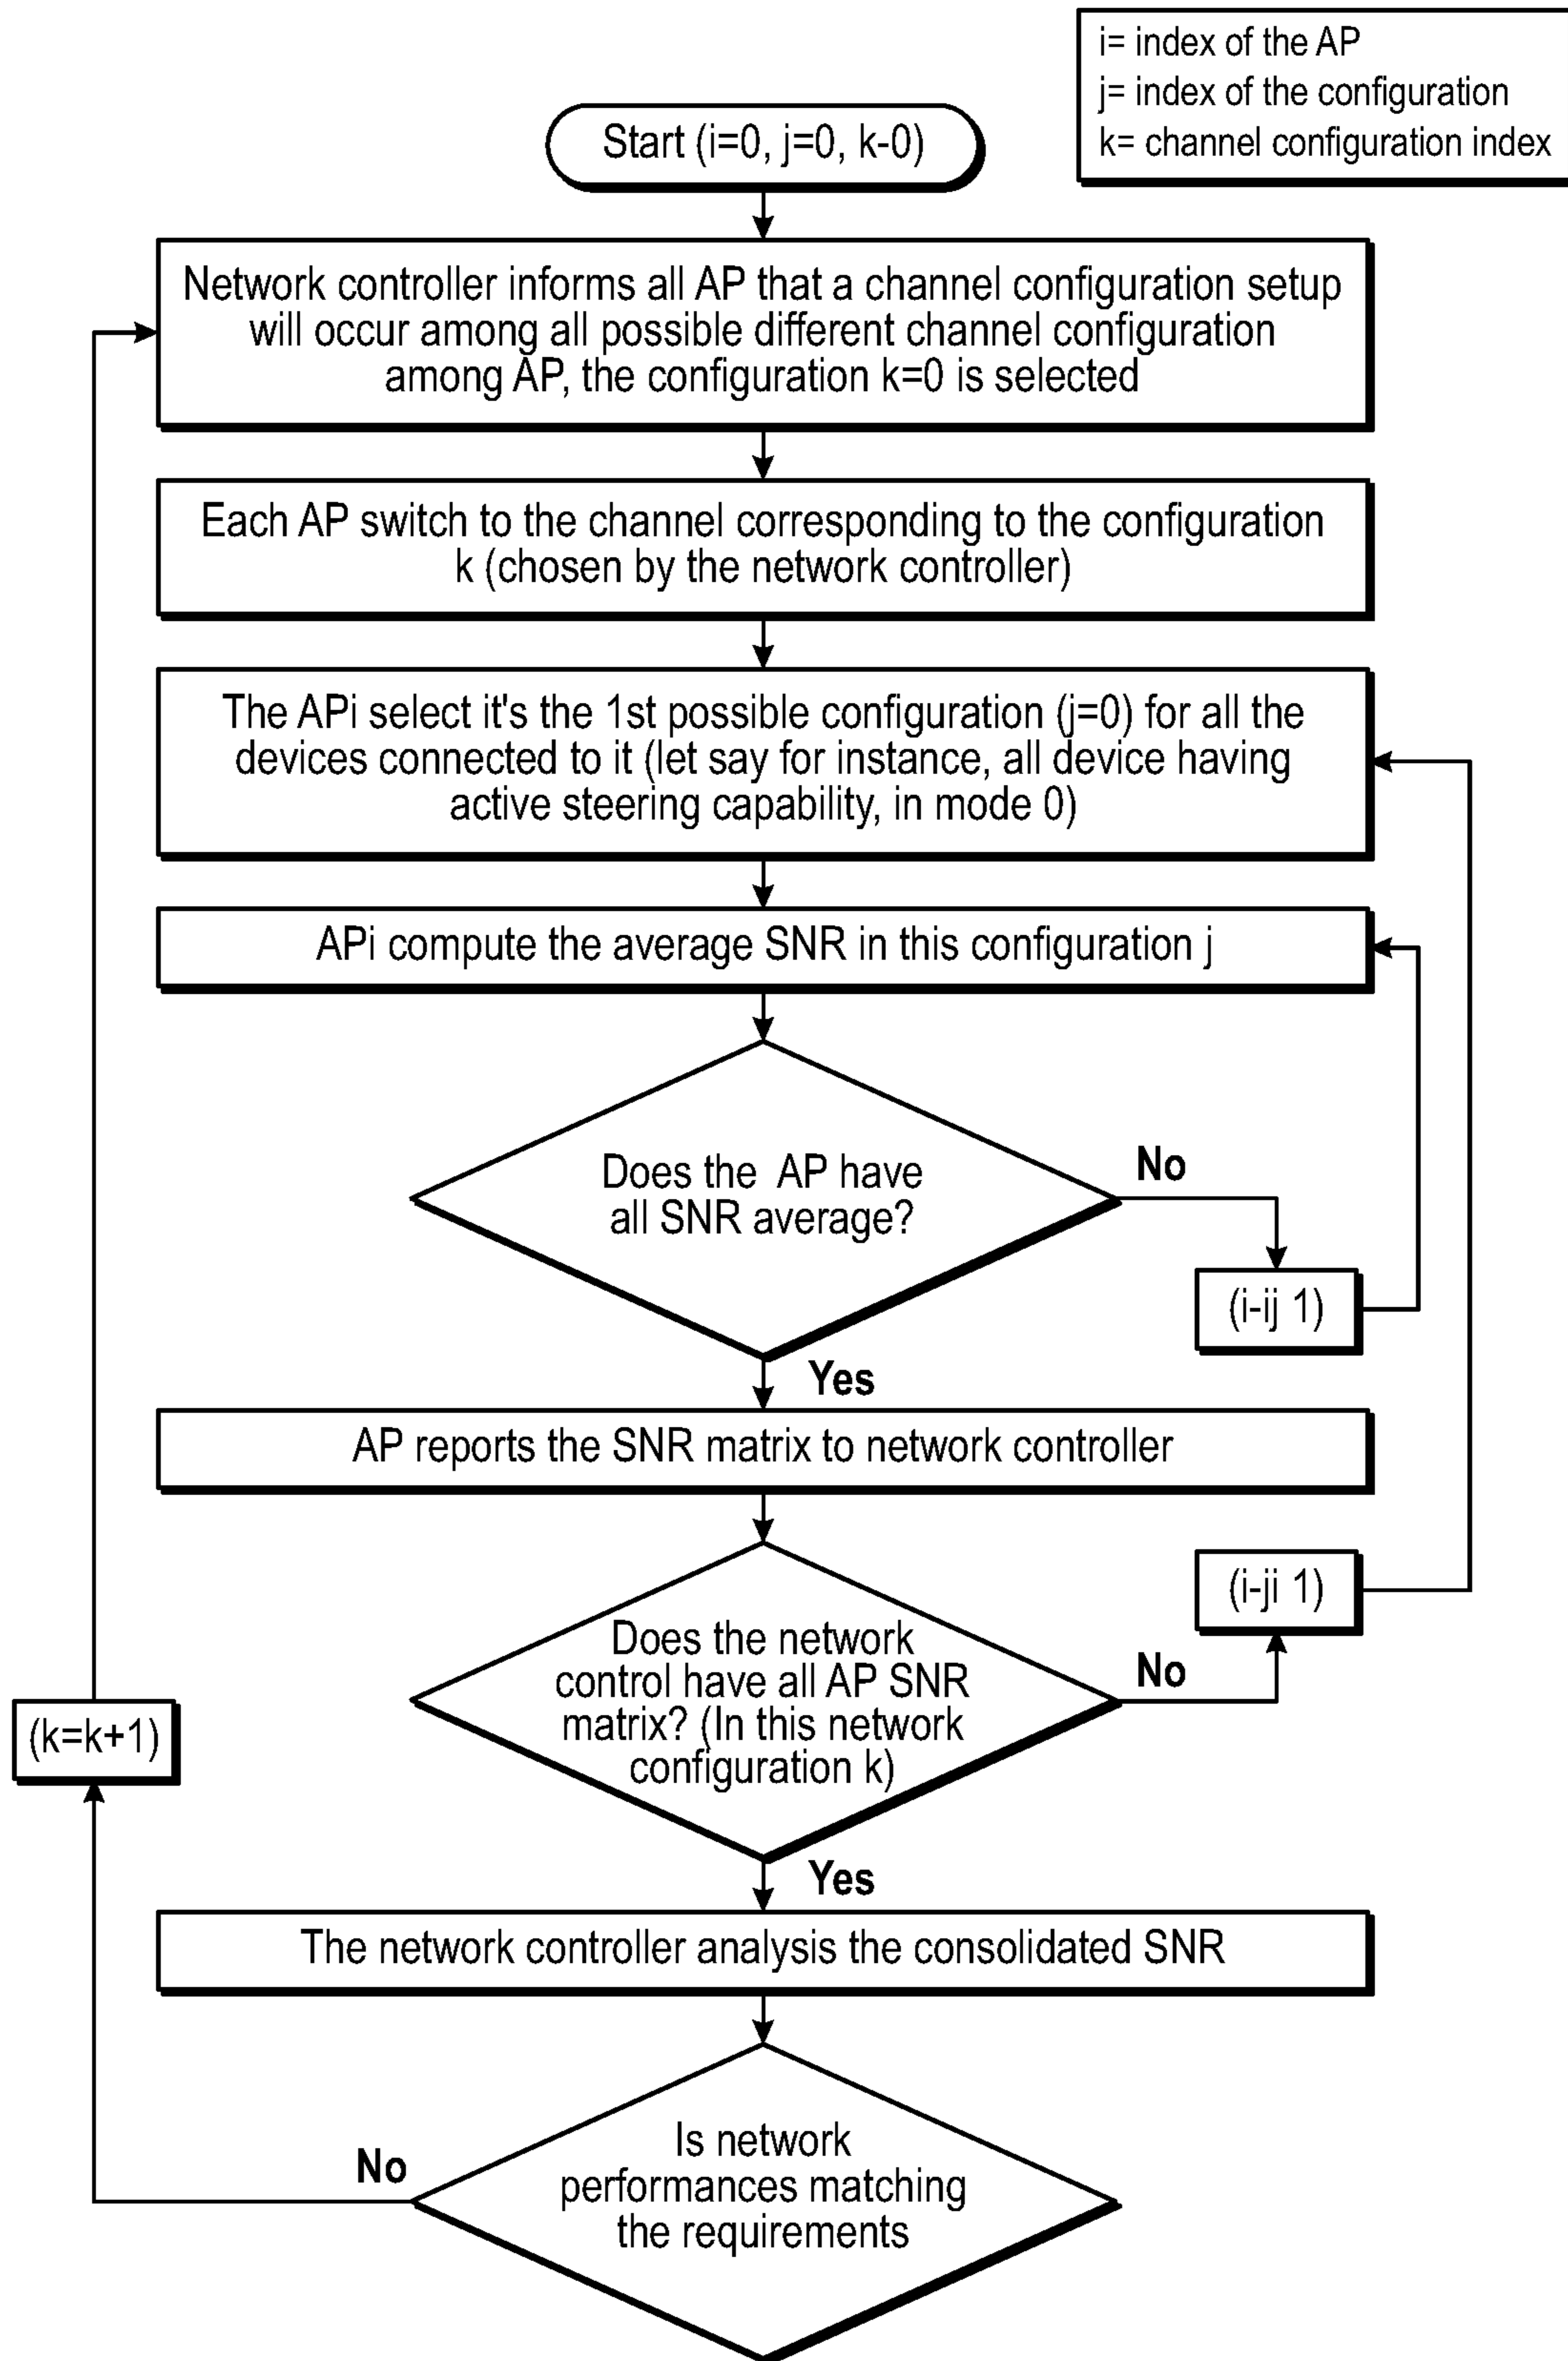 i= index of the AP
j= index of the configuration
k= channel configuration index
Start (i=0, j=0, k-0)
Network controller informs all AP that a channel configuration setup
will occur among all possible different channel configuration
among AP, the configuration k=0 is selected
Each AP switch to the channel corresponding to the configuration
k (chosen by the network controller)
The APi select it's the 1st possible configuration (j=0) for all the
devices connected to it (let say for instance, all device having
active steering capability, in mode 0)
APi compute the average SNR in this configuration j
Does the AP have
all SNR average?
No
(i-ij 1)
Yes
AP reports the SNR matrix to network controller
(i-ji 1)
Does the network
control have all AP SNR
matrix? (In this network
configuration k)
No
(k=k+1)
Yes
The network controller analysis the consolidated SNR
Is network
performances matching
the requirements
No